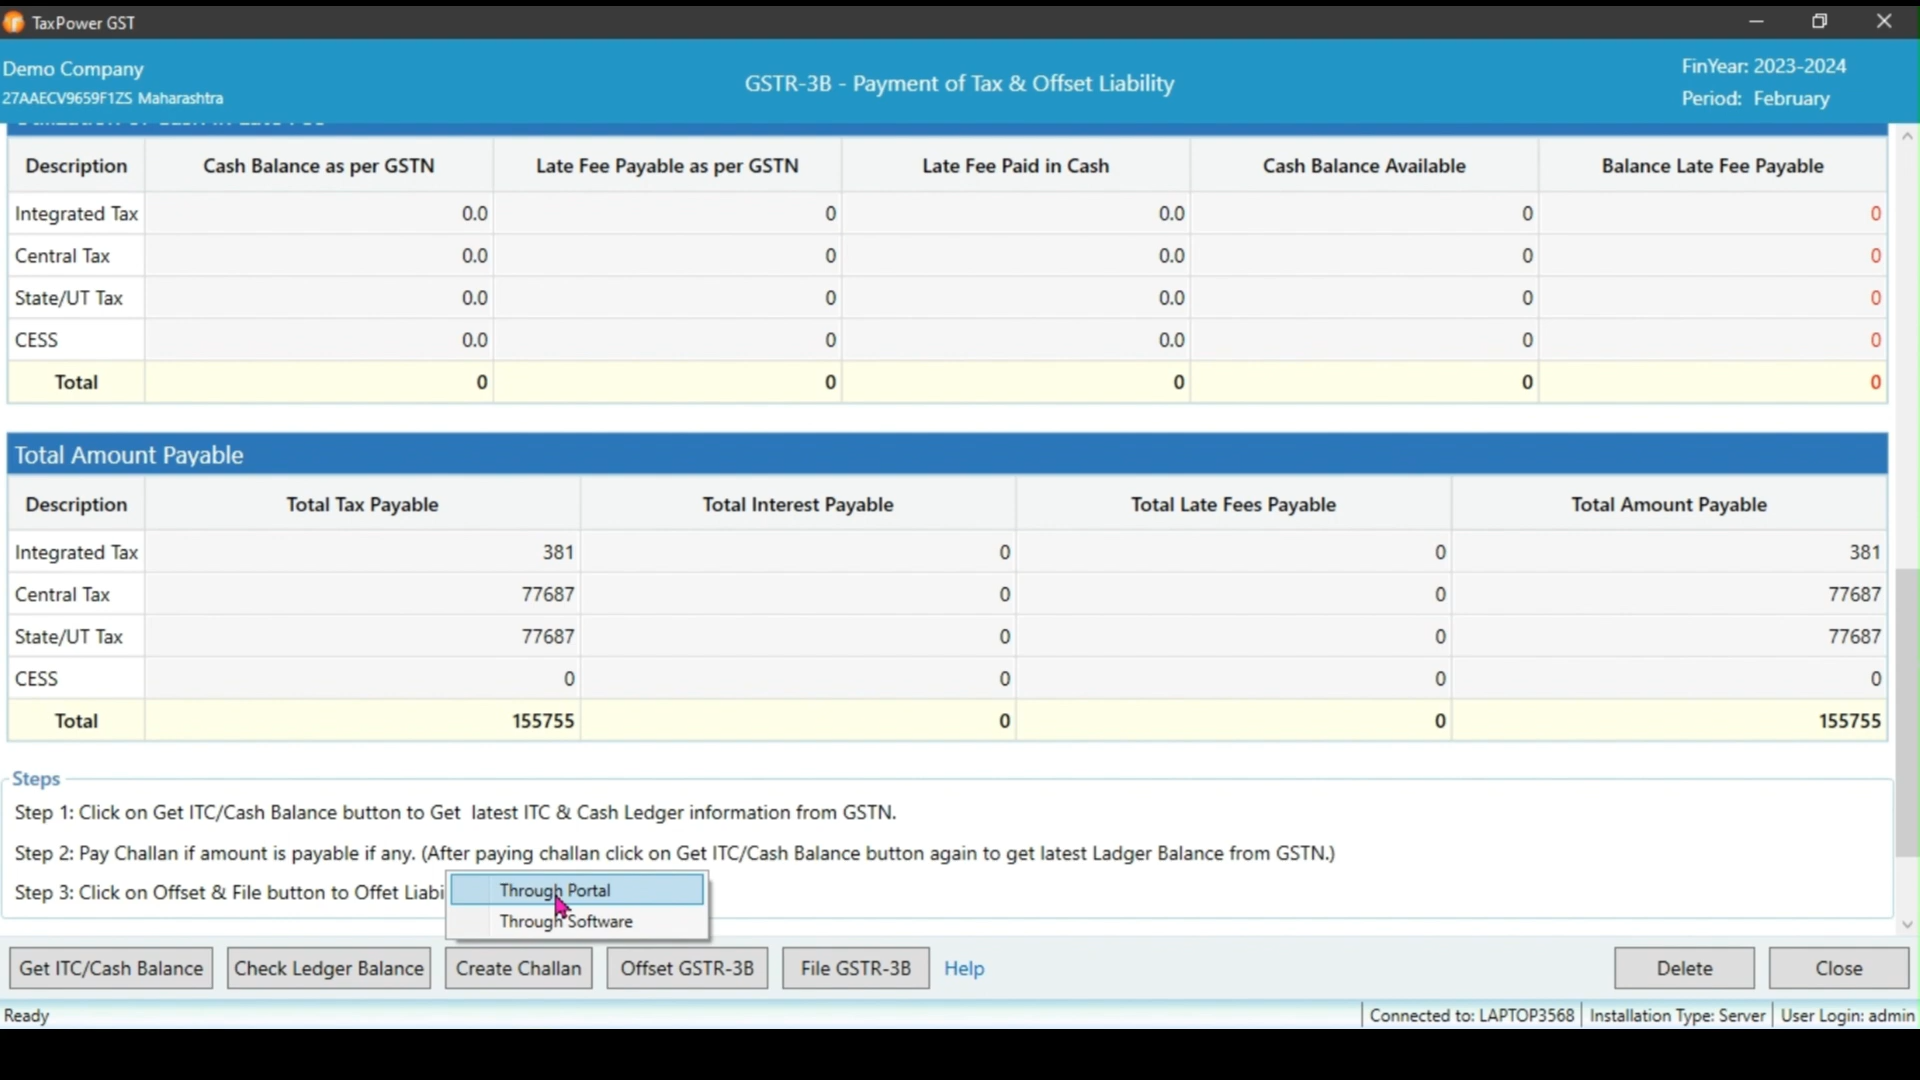 TaxPower GST
Demo Company
27AAECV9659F1ZS Maharashtra
GSTR-3B - Payment of Tax & Offset Liability
FinYear: 2023-2024
Period: February
Description Cash Balance as per GSTN Late Fee Payable as per GSTN Late Fee Paid in Cash Cash Balance Available Balance Late Fee Payable
Integrated Tax 0.0 0 0.0 0 0
Central Tax 0.0 0 0.0 0 0
State/UT Tax 0.0 0 0.0 0 0
CESS 0.0 0 0.0 0 0
Total 0 0 0 0 0
Total Amount Payable
Description Total Tax Payable Total Interest Payable Total Late Fees Payable Total Amount Payable
Integrated Tax 381 0 0 381
Central Tax 77687 0 0 77687
State/UT Tax 77687 0 0 77687
CESS 0 0 0 0
Total 155755 0 0 155755
Steps
Step 1: Click on Get ITC/Cash Balance button to Get latest ITC & Cash Ledger information from GSTN.
Step 2: Pay Challan if amount is payable if any. (After paying challan click on Get ITC/Cash Balance button again to get latest Ladger Balance from GSTN.)
Step 3: Click on Offset & File button to Offet Liabi
Through Portal
Through Software
Get ITC/Cash Balance Check Ledger Balance Create Challan Offset GSTR-3B File GSTR-3B Help Delete Close
Ready Connected to: LAPTOP3568 Installation Type: Server User Login: admin